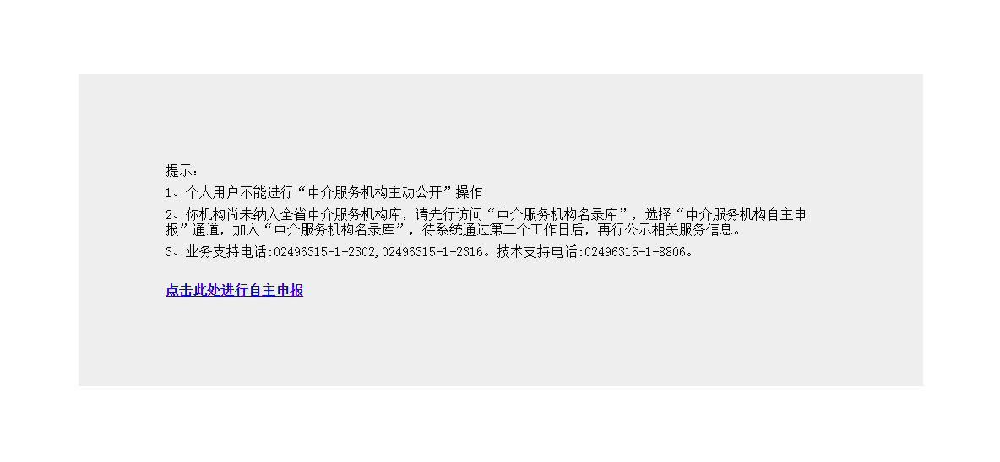 提示：
1、个人用户不能进行“中介服务机构主动公开”操作！
2、你机构尚未纳入全省中介服务机构库，请先行访问“中介服务机构名录库”，选择“中介服务机构自主申
报”通道，加入“中介服务机构名录库”，待系统通过第二个工作日后，再行公示相关服务信息。
3、业务支持电话:02496315-1-2302,02496315-1-2316。技术支持电话:02496315-1-8806。
点击此处进行自主申报